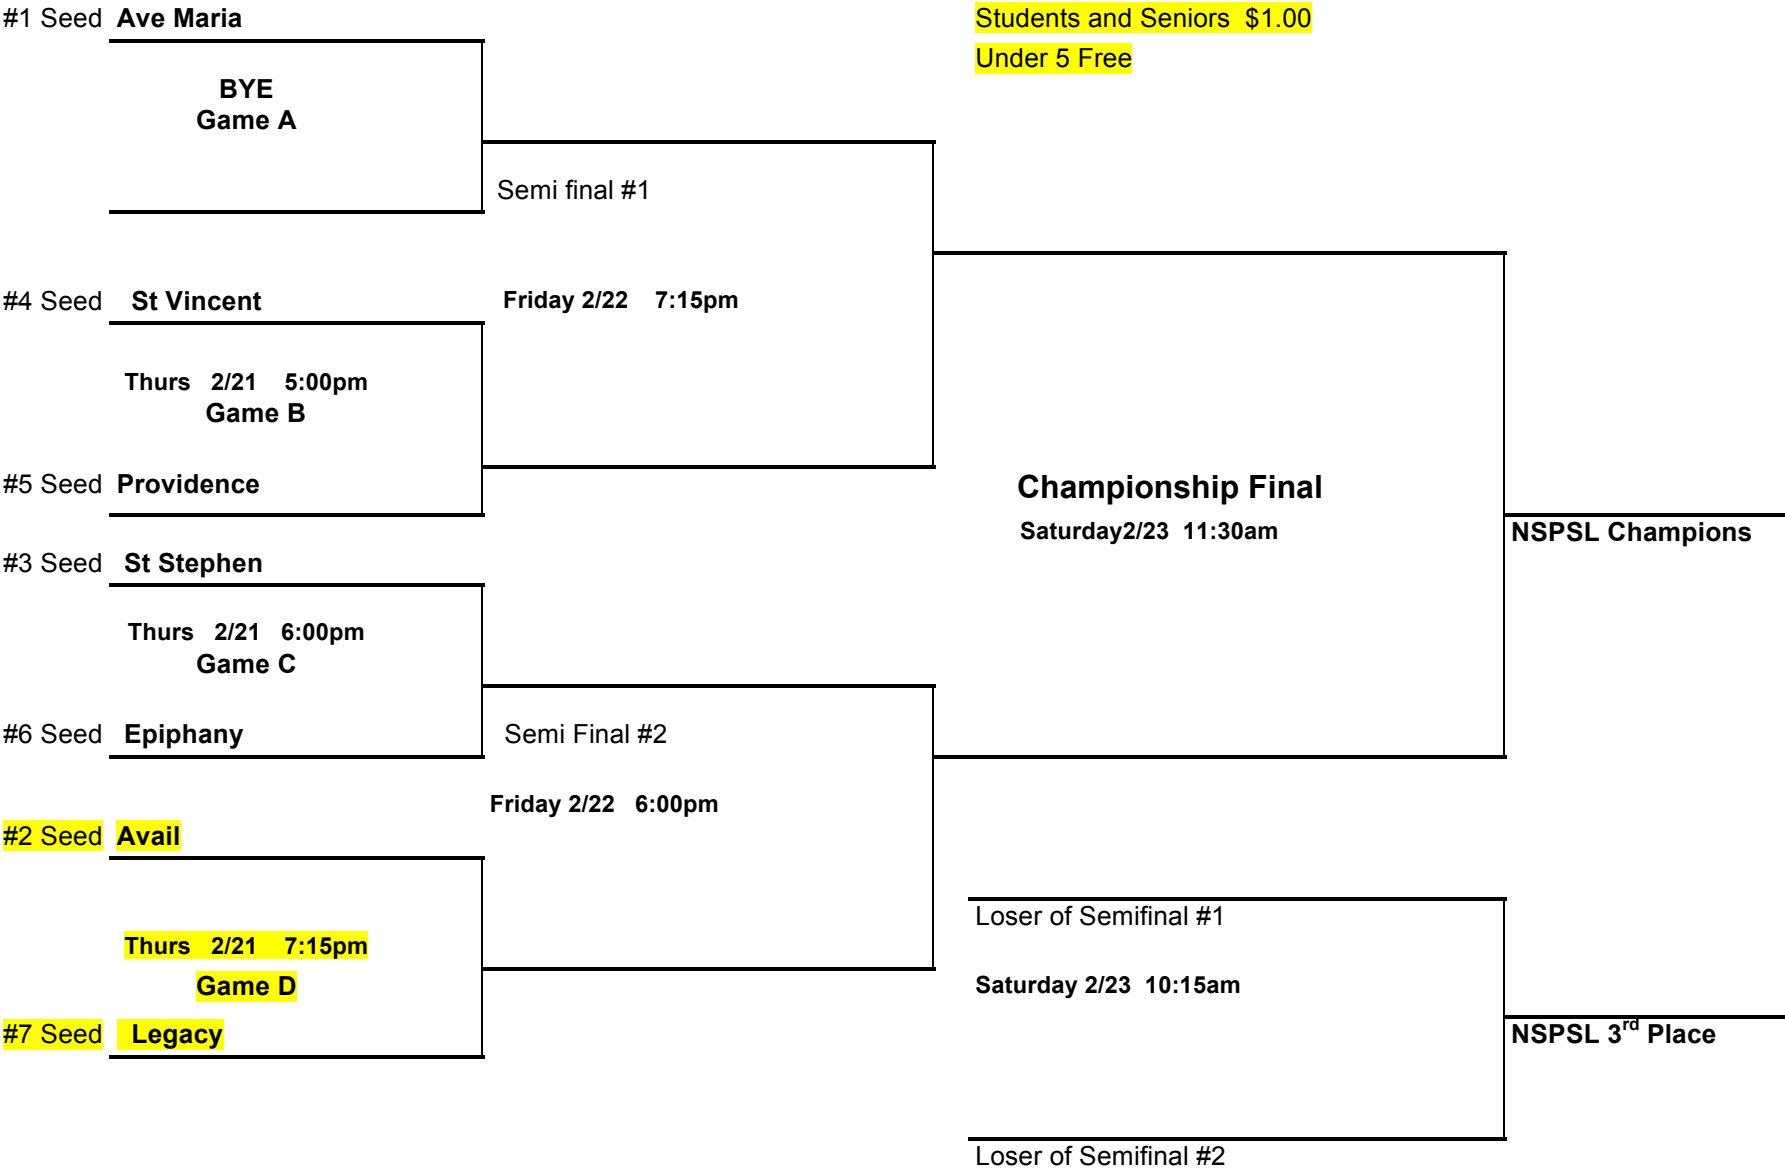 #1 Seed Ave Maria
Students and Seniors $1.00
Under 5 Free
BYE
Game A
Semi final #1
#4 Seed St Vincent
Friday 2/22 7:15pm
Thurs 2/21 5:00pm
Game B
#5 Seed Providence
Championship Final
Saturday2/23 11:30am
NSPSL Champions
#3 Seed St Stephen
Thurs 2/21 6:00pm
Game C
#6 Seed Epiphany
Semi Final #2
Friday 2/22 6:00pm
#2 Seed Avail
Loser of Semifinal #1
Thurs 2/21 7:15pm
Game D
Saturday 2/23 10:15am
#7 Seed Legacy
NSPSL 3rd Place
Loser of Semifinal #2